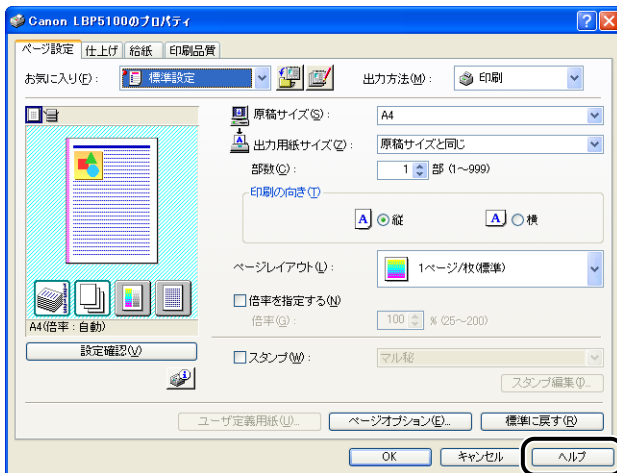 Canon LBP5100のプロパティ
ページ設定 仕上げ 給紙 印刷品質
お気に入り(F): 標準設定 出力方法(M): 印刷
原稿サイズ(S): A4
出力用紙サイズ(Z): 原稿サイズと同じ
部数(C): 1 部 (1～999)
印刷の向き(T)
A 縦 A 横
ページレイアウト(L): 1ページ/枚(標準)
倍率を指定する(N)
A4(倍率：自動) 倍率(G): 100 % (25～200)
設定確認(V) スタンプ(W): マル秘
スタンプ編集(I)...
ユーザ定義用紙(U)... ページオプション(E)... 標準に戻す(R)
OK キャンセル ヘルプ